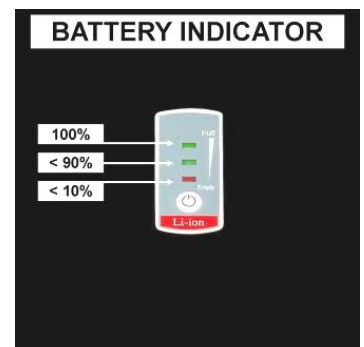 BATTERY INDICATOR
100%
Full
< 90%
< 10%
Empty
Li-ion